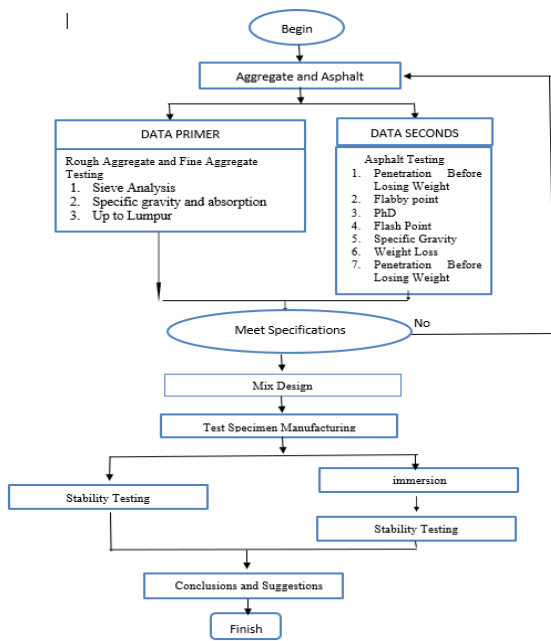 Begin
Aggregate and Asphalt
DATA PRIMER
Rough Aggregate and Fine Aggregate
Testing
1. Sieve Analysis
2. Specific gravity and absorption
3. Up to Lumpur
DATA SECONDS
Asphalt Testing
1. Penetration Before
Losing Weight
2. Flabby point
3. PhD
4. Flash Point
5. Specific Gravity
6. Weight Loss
7. Penetration Before
Losing Weight
Meet Specifications
No
Mix Design
Test Specimen Manufacturing
Stability Testing
immersion
Stability Testing
Conclusions and Suggestions
Finish